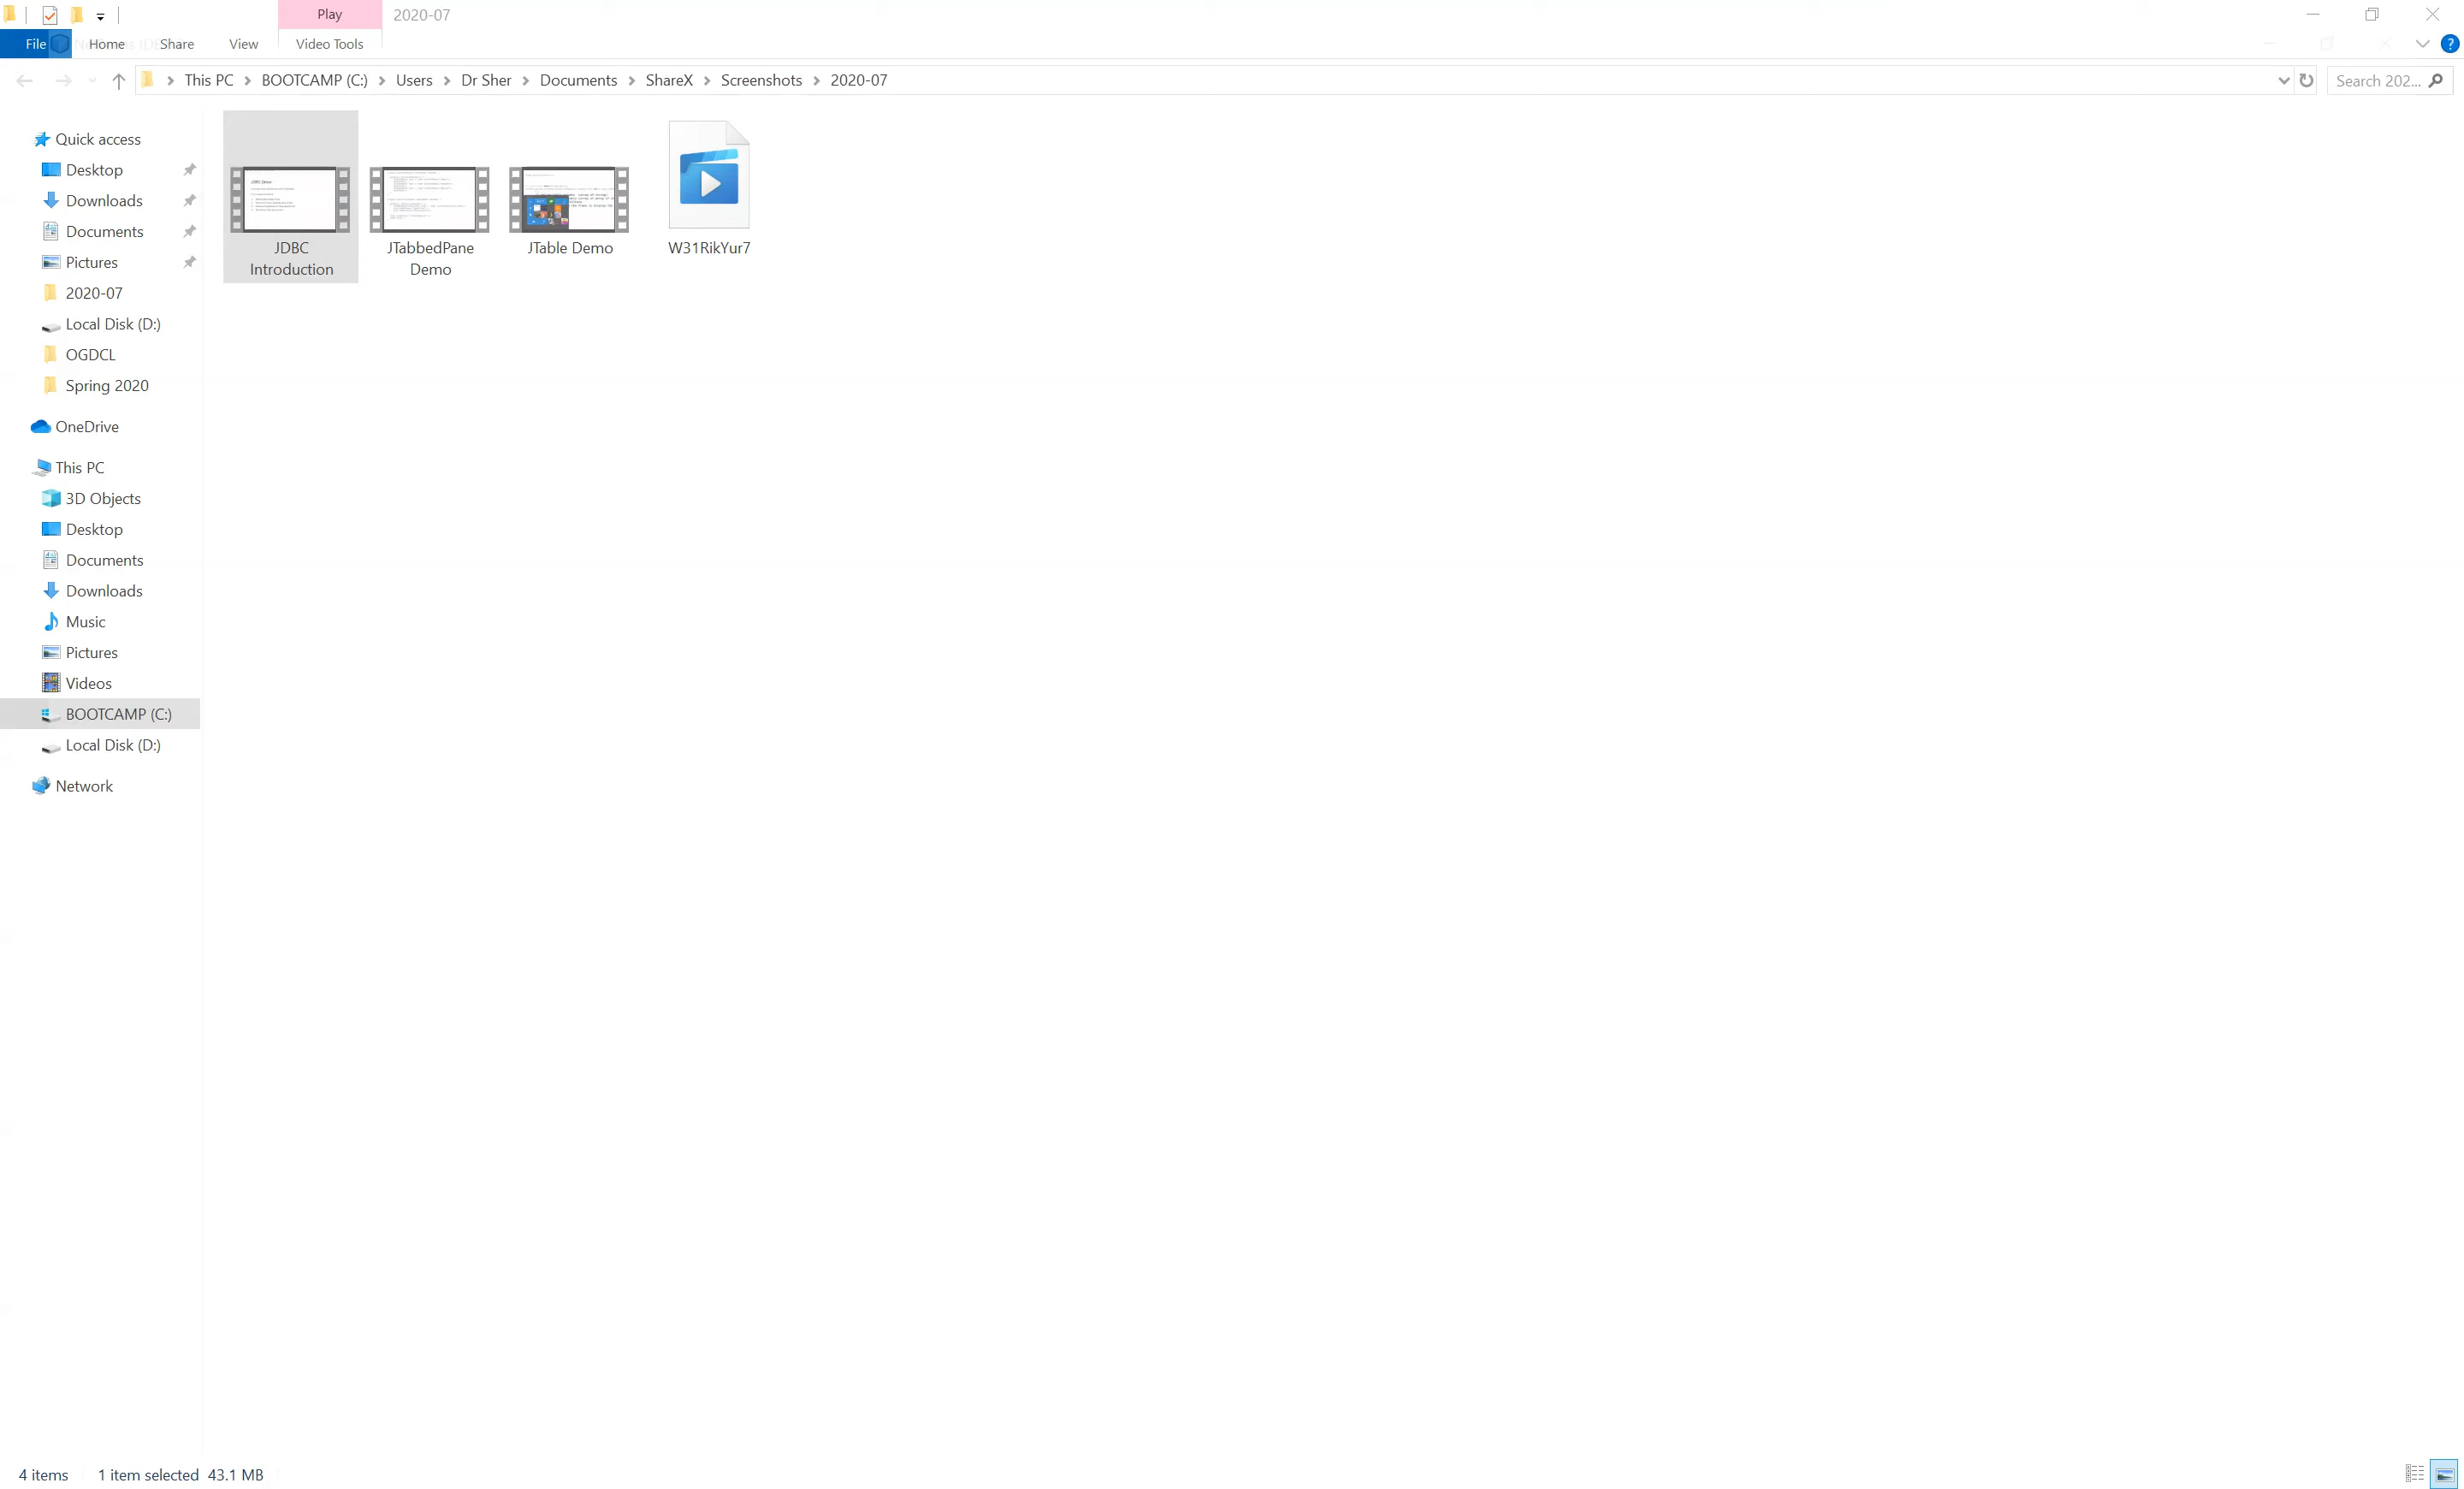 Play
2020-07
File
Home
Share
View
Video Tools
This PC
BOOTCAMP (C:)
Users
Dr Sher
Documents
ShareX
Screenshots
2020-07
Search 202...
Quick access
Desktop
Downloads
Documents
Pictures
2020-07
Local Disk (D:)
OGDCL
Spring 2020
OneDrive
This PC
3D Objects
Desktop
Documents
Downloads
Music
Pictures
Videos
BOOTCAMP (C:)
Local Disk (D:)
Network
JDBC
Introduction
JTabbedPane
Demo
JTable Demo
W31RikYur7
4 items
1 item selected 43.1 MB